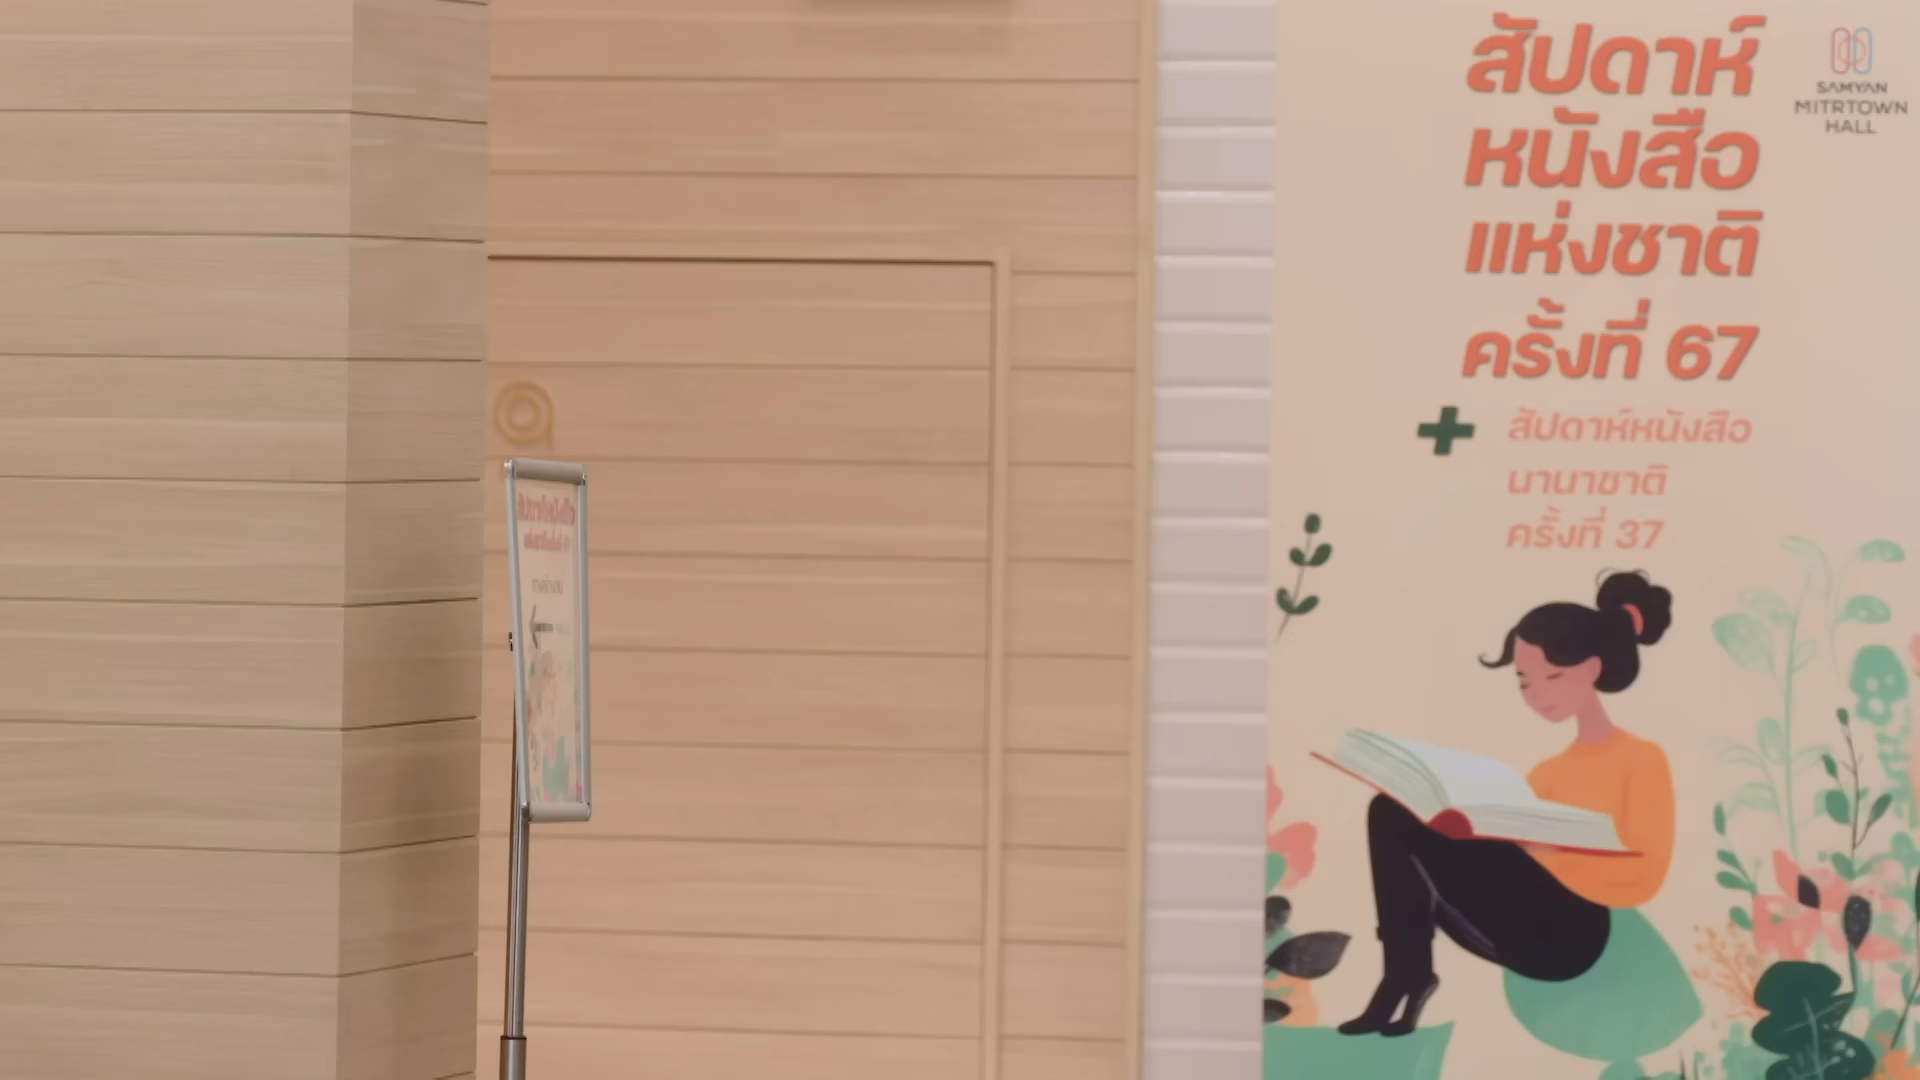 สัปดาห์
หนังสือ
แห่งชาติ
ครั้งที่ 67
+ สัปดาห์หนังสือ
นานาชาติ
ครั้งที่ 37
SAMYAN
MITRTOWN
HALL